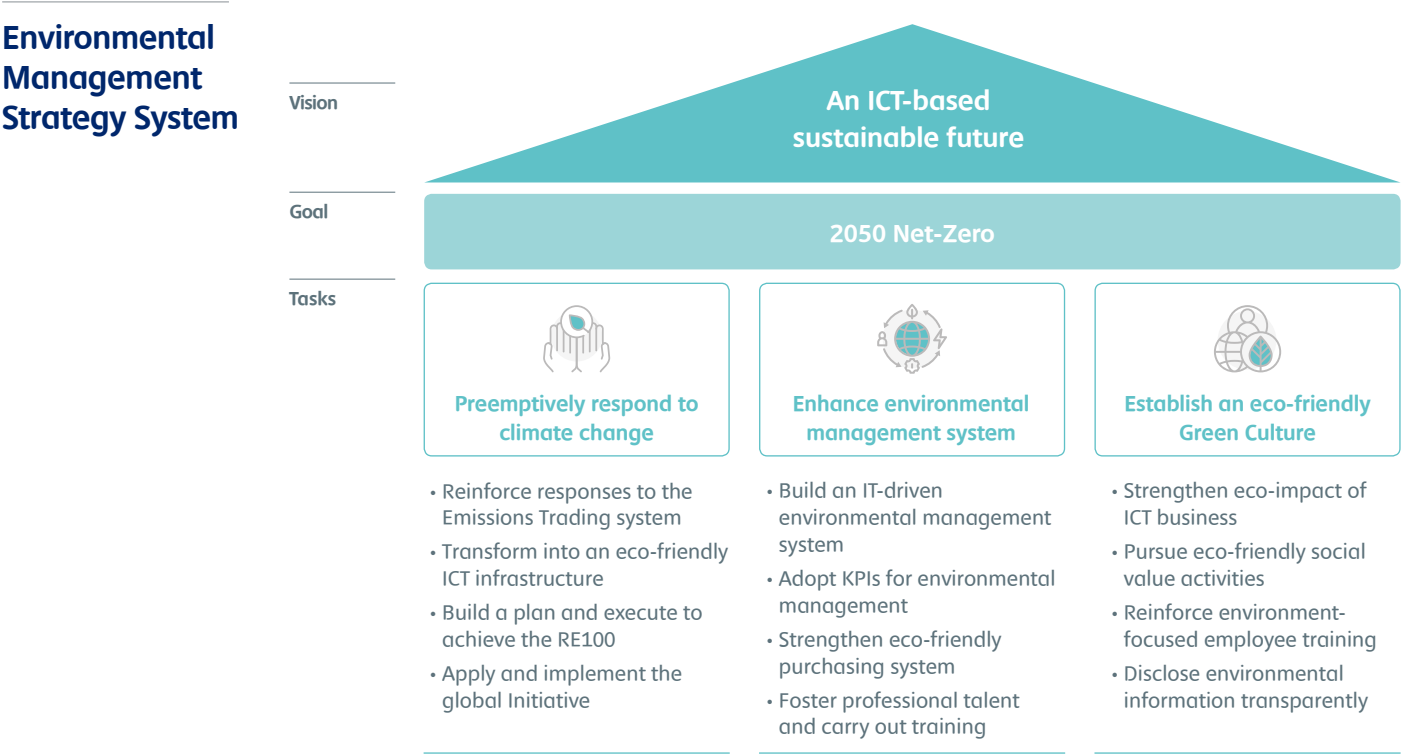 Environmental
Management
Strategy System
Vision
An ICT-based
sustainable future
Goal
2050 Net-Zero
Tasks
Preemptively respond to
climate change
• Reinforce responses to the
Emissions Trading system
• Transform into an eco-friendly
ICT infrastructure
• Build a plan and execute to
achieve the RE100
• Apply and implement the
global Initiative
Enhance environmental
management system
• Build an IT-driven
environmental management
system
• Adopt KPIs for environmental
management
• Strengthen eco-friendly
purchasing system
• Foster professional talent
and carry out training
Establish an eco-friendly
Green Culture
• Strengthen eco-impact of
ICT business
• Pursue eco-friendly social
value activities
• Reinforce environment-
focused employee training
• Disclose environmental
information transparently